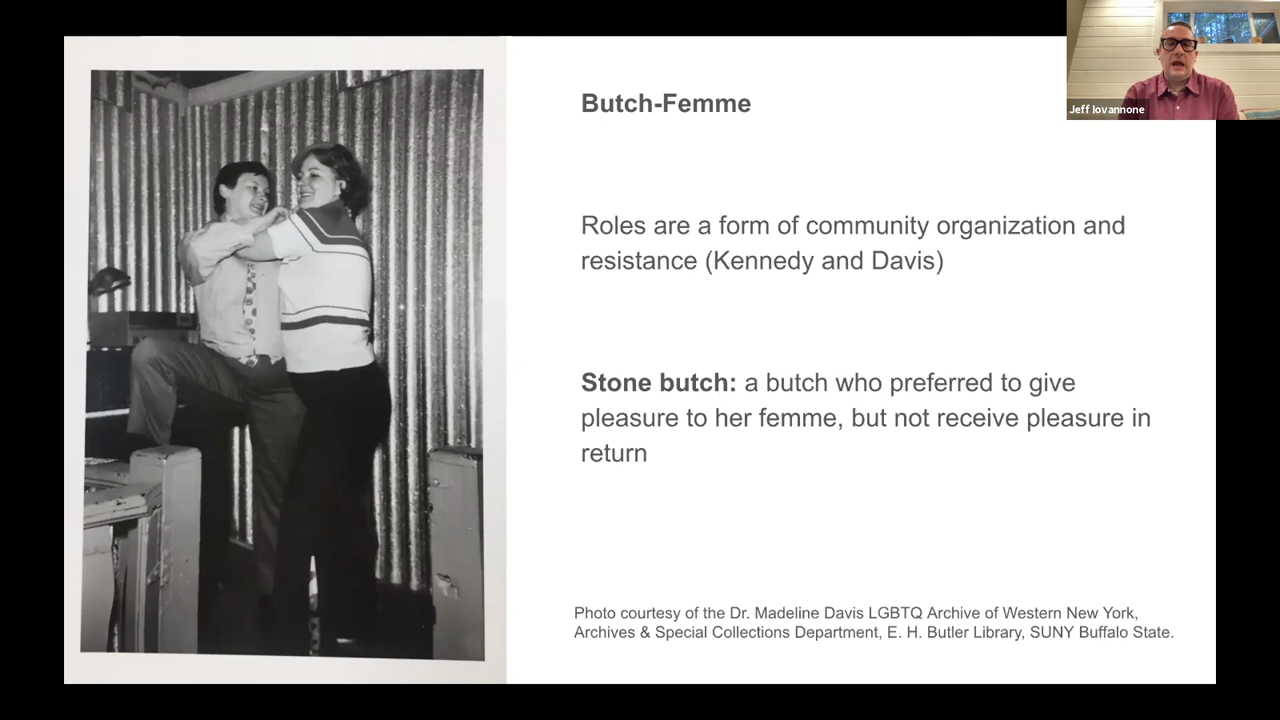 Jeff Iovannone
Butch-Femme
Roles are a form of community organization and
resistance (Kennedy and Davis)
Stone butch: a butch who preferred to give
pleasure to her femme, but not receive pleasure in
return
Photo courtesy of the Dr. Madeline Davis LGBTQ Archive of Western New York,
Archives & Special Collections Department, E. H. Butler Library, SUNY Buffalo State.